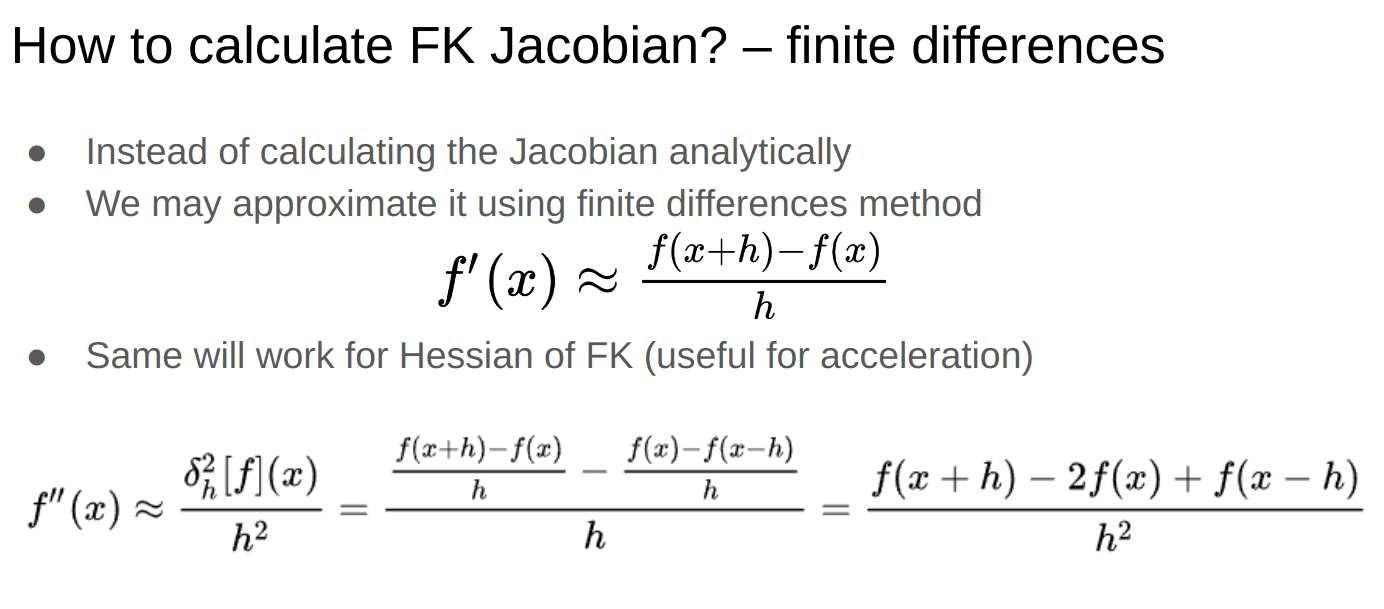 How to calculate FK Jacobian? – finite differences
● Instead of calculating the Jacobian analytically
● We may approximate it using finite differences method
f′(x) ≈ (f(x+h)−f(x))/h
● Same will work for Hessian of FK (useful for acceleration)
f″(x) ≈ δ²ₕ[f](x)/h² = ((f(x+h)−f(x))/h − (f(x)−f(x−h))/h)/h = (f(x + h) − 2f(x) + f(x − h))/h²